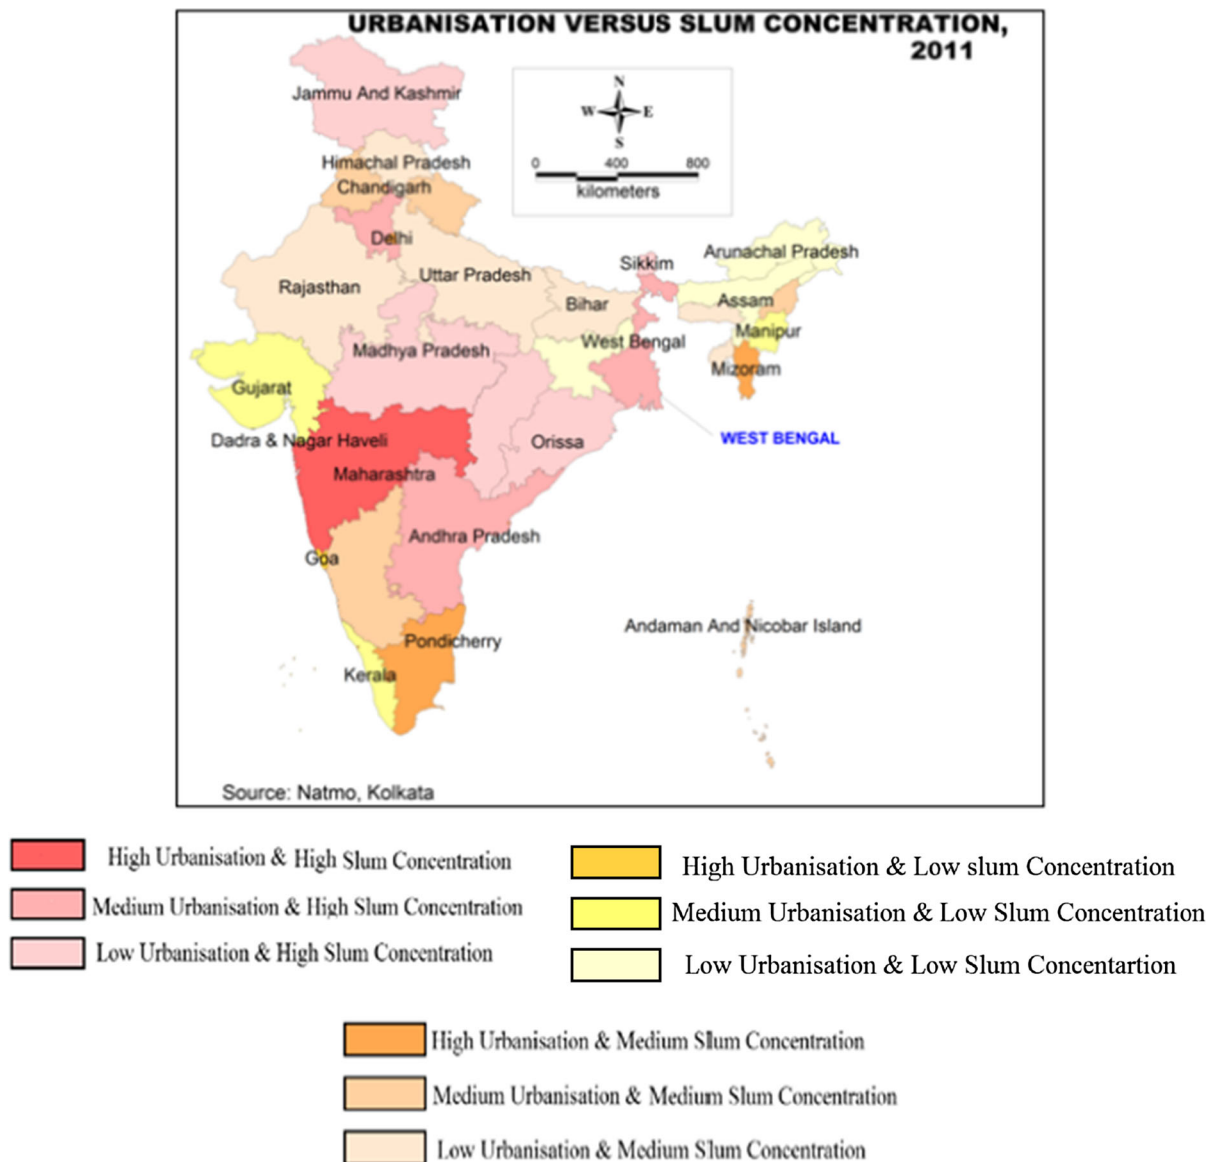 URBANISATION VERSUS SLUM CONCENTRATION,
2011
N
W E
S
0 400 800
kilometers
Jammu And Kashmir
Himachal Pradesh
Chandigarh
Delhi
Rajasthan
Uttar Pradesh
Bihar
Sikkim
Arunachal Pradesh
Assam
Manipur
Mizoram
West Bengal
Madhya Pradesh
Gujarat
Dadra & Nagar Haveli
Maharashtra
Orissa
WEST BENGAL
Andhra Pradesh
Goa
Pondicherry
Kerala
Andaman And Nicobar Island
Source: Natmo, Kolkata
High Urbanisation & High Slum Concentration
Medium Urbanisation & High Slum Concentration
Low Urbanisation & High Slum Concentration
High Urbanisation & Low slum Concentration
Medium Urbanisation & Low Slum Concentration
Low Urbanisation & Low Slum Concentartion
High Urbanisation & Medium Slum Concentration
Medium Urbanisation & Medium Slum Concentration
Low Urbanisation & Medium Slum Concentration